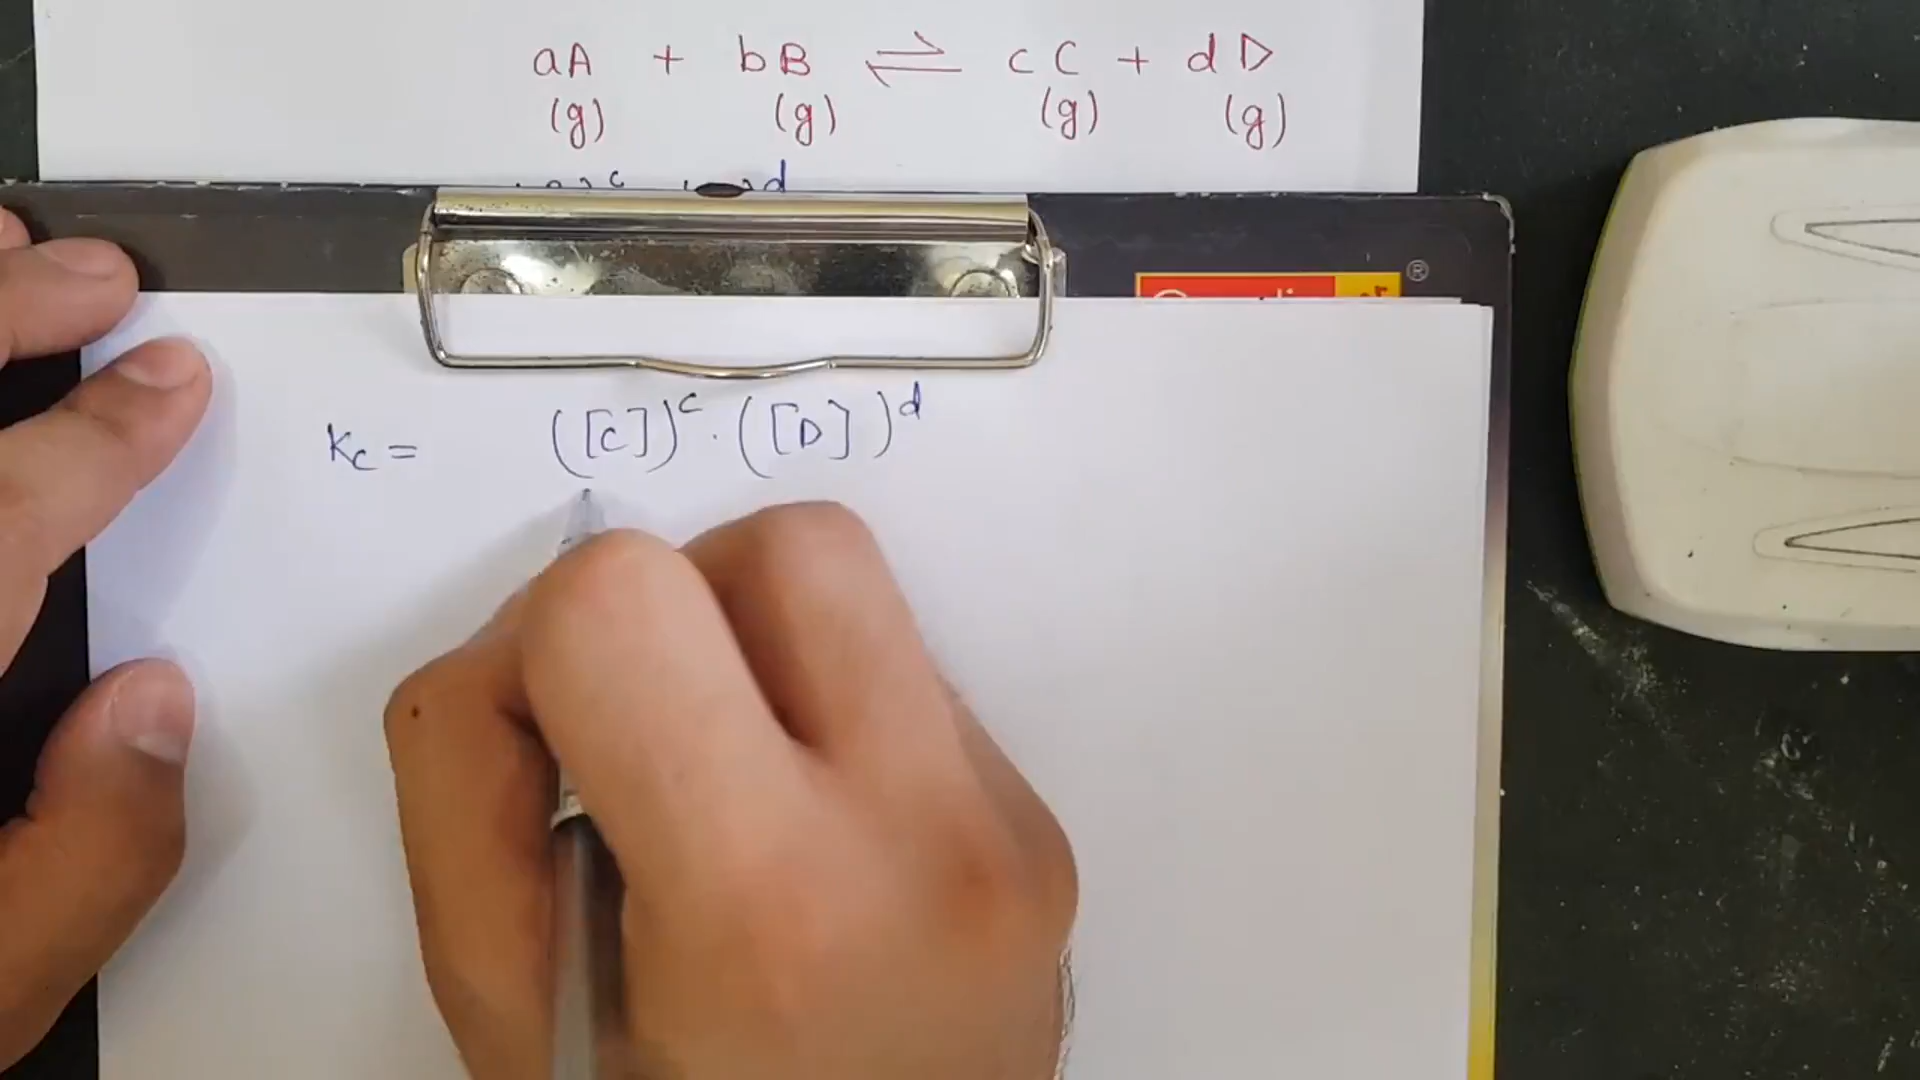 aA + bB ⇌ cC + dD
(g) (g) (g) (g)
c d
®
Kc = ([C])^c · ([D])^d